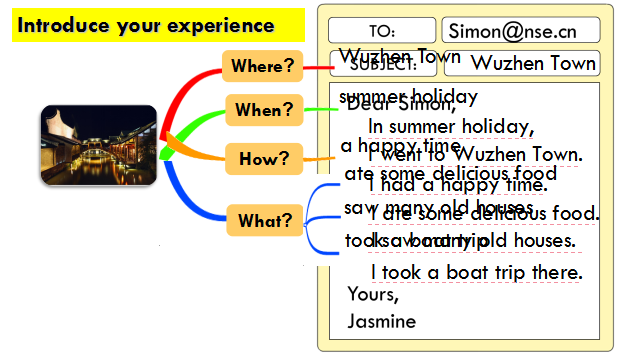 Introduce your experience
TO:
Simon@nse.cn
SUBJECT:
Wuzhen Town
Where?
Wuzhen Town
When?
summer holiday
How?
a happy time
What?
ate some delicious food
saw many old houses
took a boat trip
Dear Simon,
In summer holiday,
I went to Wuzhen Town.
I had a happy time.
I ate some delicious food.
I saw many old houses.
I took a boat trip there.
Yours,
Jasmine